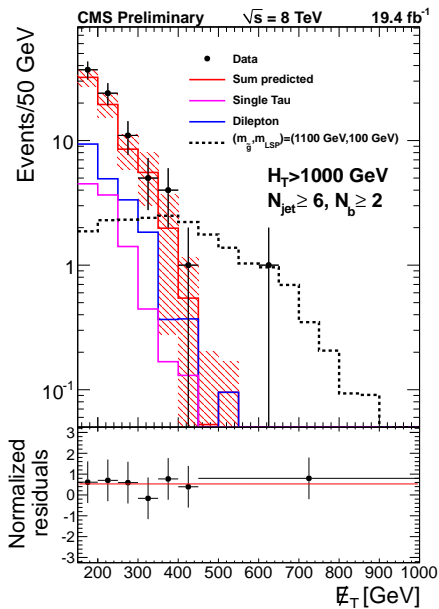 CMS Preliminary √s = 8 TeV 19.4 fb⁻¹
Events/50 GeV
Data
Sum predicted
Single Tau
Dilepton
(m_g̃,m_LSP)=(1100 GeV,100 GeV)
H_T>1000 GeV
N_jet≥ 6, N_b≥ 2
10
1
10⁻¹
Normalized
residuals
3
2
1
0
-1
-2
-3
200 300 400 500 600 700 800 900 1000
E̸_T [GeV]